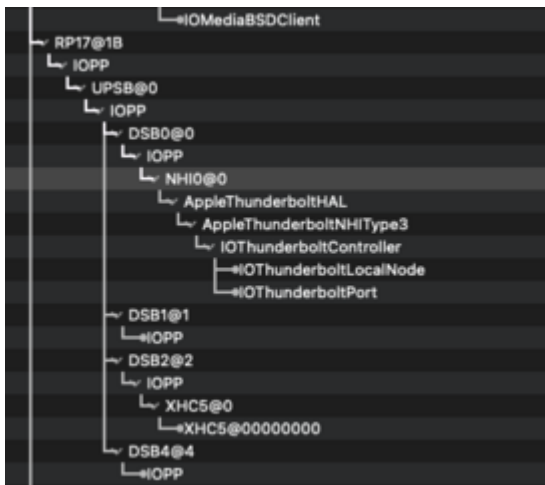 IOMediaBSDClient
RP17@1B
IOPP
UPSB@0
IOPP
DSB0@0
IOPP
NHI0@0
AppleThunderboltHAL
AppleThunderboltNHIType3
IOThunderboltController
IOThunderboltLocalNode
IOThunderboltPort
DSB1@1
IOPP
DSB2@2
IOPP
XHC5@0
XHC5@00000000
DSB4@4
IOPP